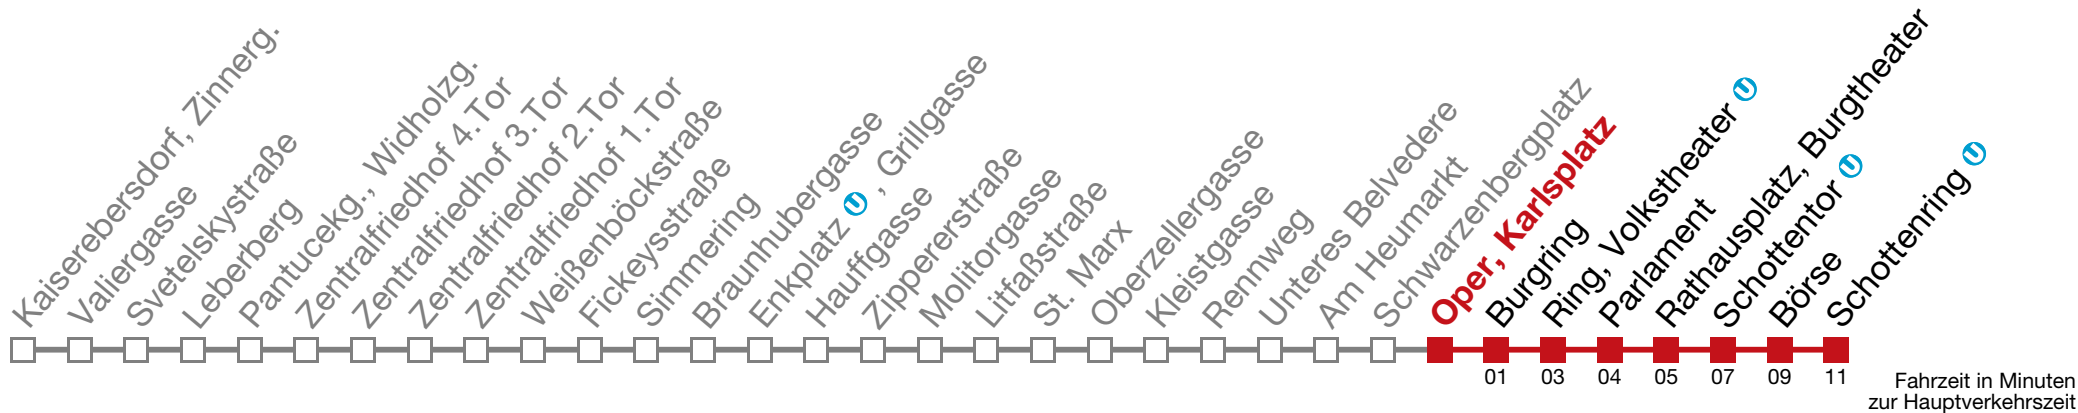 Kaiserebersdorf, Zinnerg.
Valiergasse
Svetelskystraße
Leberberg
Pantucekg., Widholzg.
Zentralfriedhof 4.Tor
Zentralfriedhof 3.Tor
Zentralfriedhof 2.Tor
Zentralfriedhof 1.Tor
Weißenböckstraße
Fickeysstraße
Simmering
Braunhubergasse
Enkplatz U, Grillgasse
Hauffgasse
Zippererstraße
Molitorgasse
Litfaßstraße
St. Marx
Oberzellergasse
Kleistgasse
Rennweg
Unteres Belvedere
Am Heumarkt
Schwarzenbergplatz
Oper, Karlsplatz
Burgring
Ring, Volkstheater U
Parlament
Rathausplatz, Burgtheater
Schottentor U
Börse
Schottenring U
01 03 04 05 07 09 11
Fahrzeit in Minuten
zur Hauptverkehrszeit